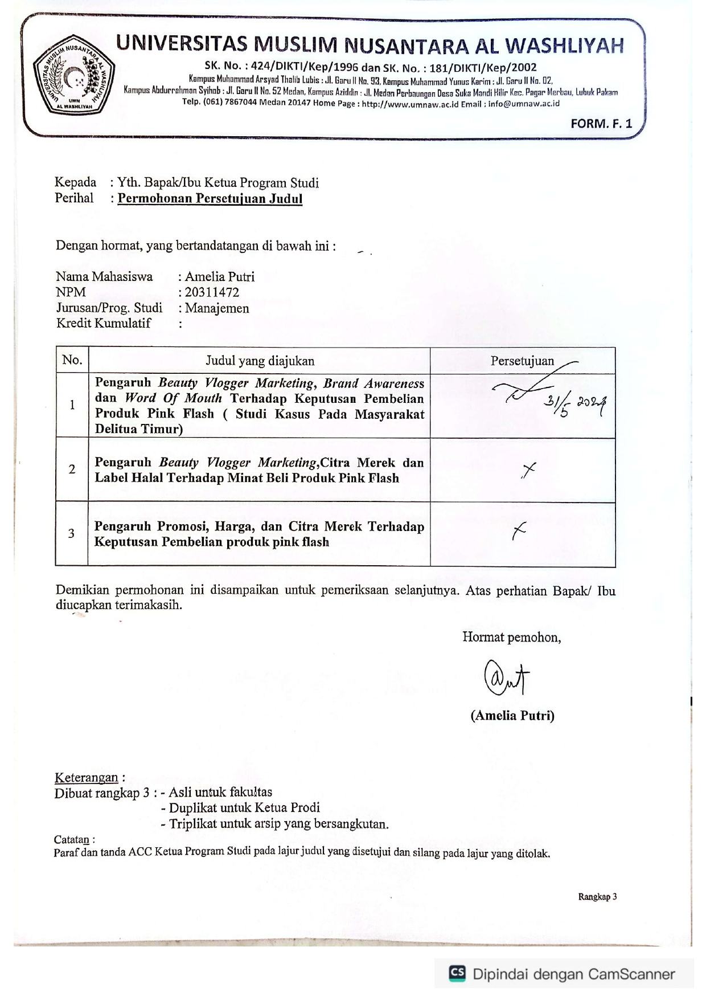 UNIVERSITAS MUSLIM NUSANTARA AL WASHLIYAH
SK. No. : 424/DIKTI/Kep/1996 dan SK. No. : 181/DIKTI/Kep/2002
Kampus Muhammad Arsyad Thalib Lubis : Jl. Garu II No. 93, Kampus Muhammad Yunus Karim : Jl. Garu II No. 02,
Kampus Abdurrahman Syihab : Jl. Garu II No. 52 Medan, Kampus Aziddin : Jl. Medan Perbaungan Desa Suka Mandi Hilir Kec. Pagar Merbau, Lubuk Pakam
Telp. (061) 7867044 Medan 20147 Home Page : http://www.umnaw.ac.id Email : info@umnaw.ac.id
UNIVERSITAS MUSLIM NUSANTARA AL WASHLIYAH
UMN
AL WASHLIYAH
FORM. F. 1
Kepada : Yth. Bapak/Ibu Ketua Program Studi
Perihal : Permohonan Persetujuan Judul
Dengan hormat, yang bertandatangan di bawah ini :
Nama Mahasiswa : Amelia Putri
NPM : 20311472
Jurusan/Prog. Studi : Manajemen
Kredit Kumulatif :
No. Judul yang diajukan Persetujuan
1 Pengaruh Beauty Vlogger Marketing, Brand Awareness
dan Word Of Mouth Terhadap Keputusan Pembelian
Produk Pink Flash ( Studi Kasus Pada Masyarakat
Delitua Timur)
31/5 2024
2 Pengaruh Beauty Vlogger Marketing,Citra Merek dan
Label Halal Terhadap Minat Beli Produk Pink Flash
3 Pengaruh Promosi, Harga, dan Citra Merek Terhadap
Keputusan Pembelian produk pink flash
Demikian permohonan ini disampaikan untuk pemeriksaan selanjutnya. Atas perhatian Bapak/ Ibu
diucapkan terimakasih.
Hormat pemohon,
(Amelia Putri)
Keterangan :
Dibuat rangkap 3 : - Asli untuk fakultas
- Duplikat untuk Ketua Prodi
- Triplikat untuk arsip yang bersangkutan.
Catatan :
Paraf dan tanda ACC Ketua Program Studi pada lajur judul yang disetujui dan silang pada lajur yang ditolak.
Rangkap 3
CS Dipindai dengan CamScanner